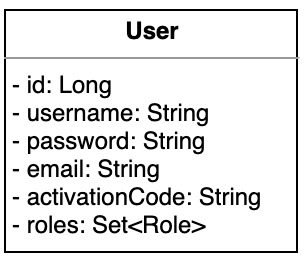 User
- id: Long
- username: String
- password: String
- email: String
- activationCode: String
- roles: Set<Role>